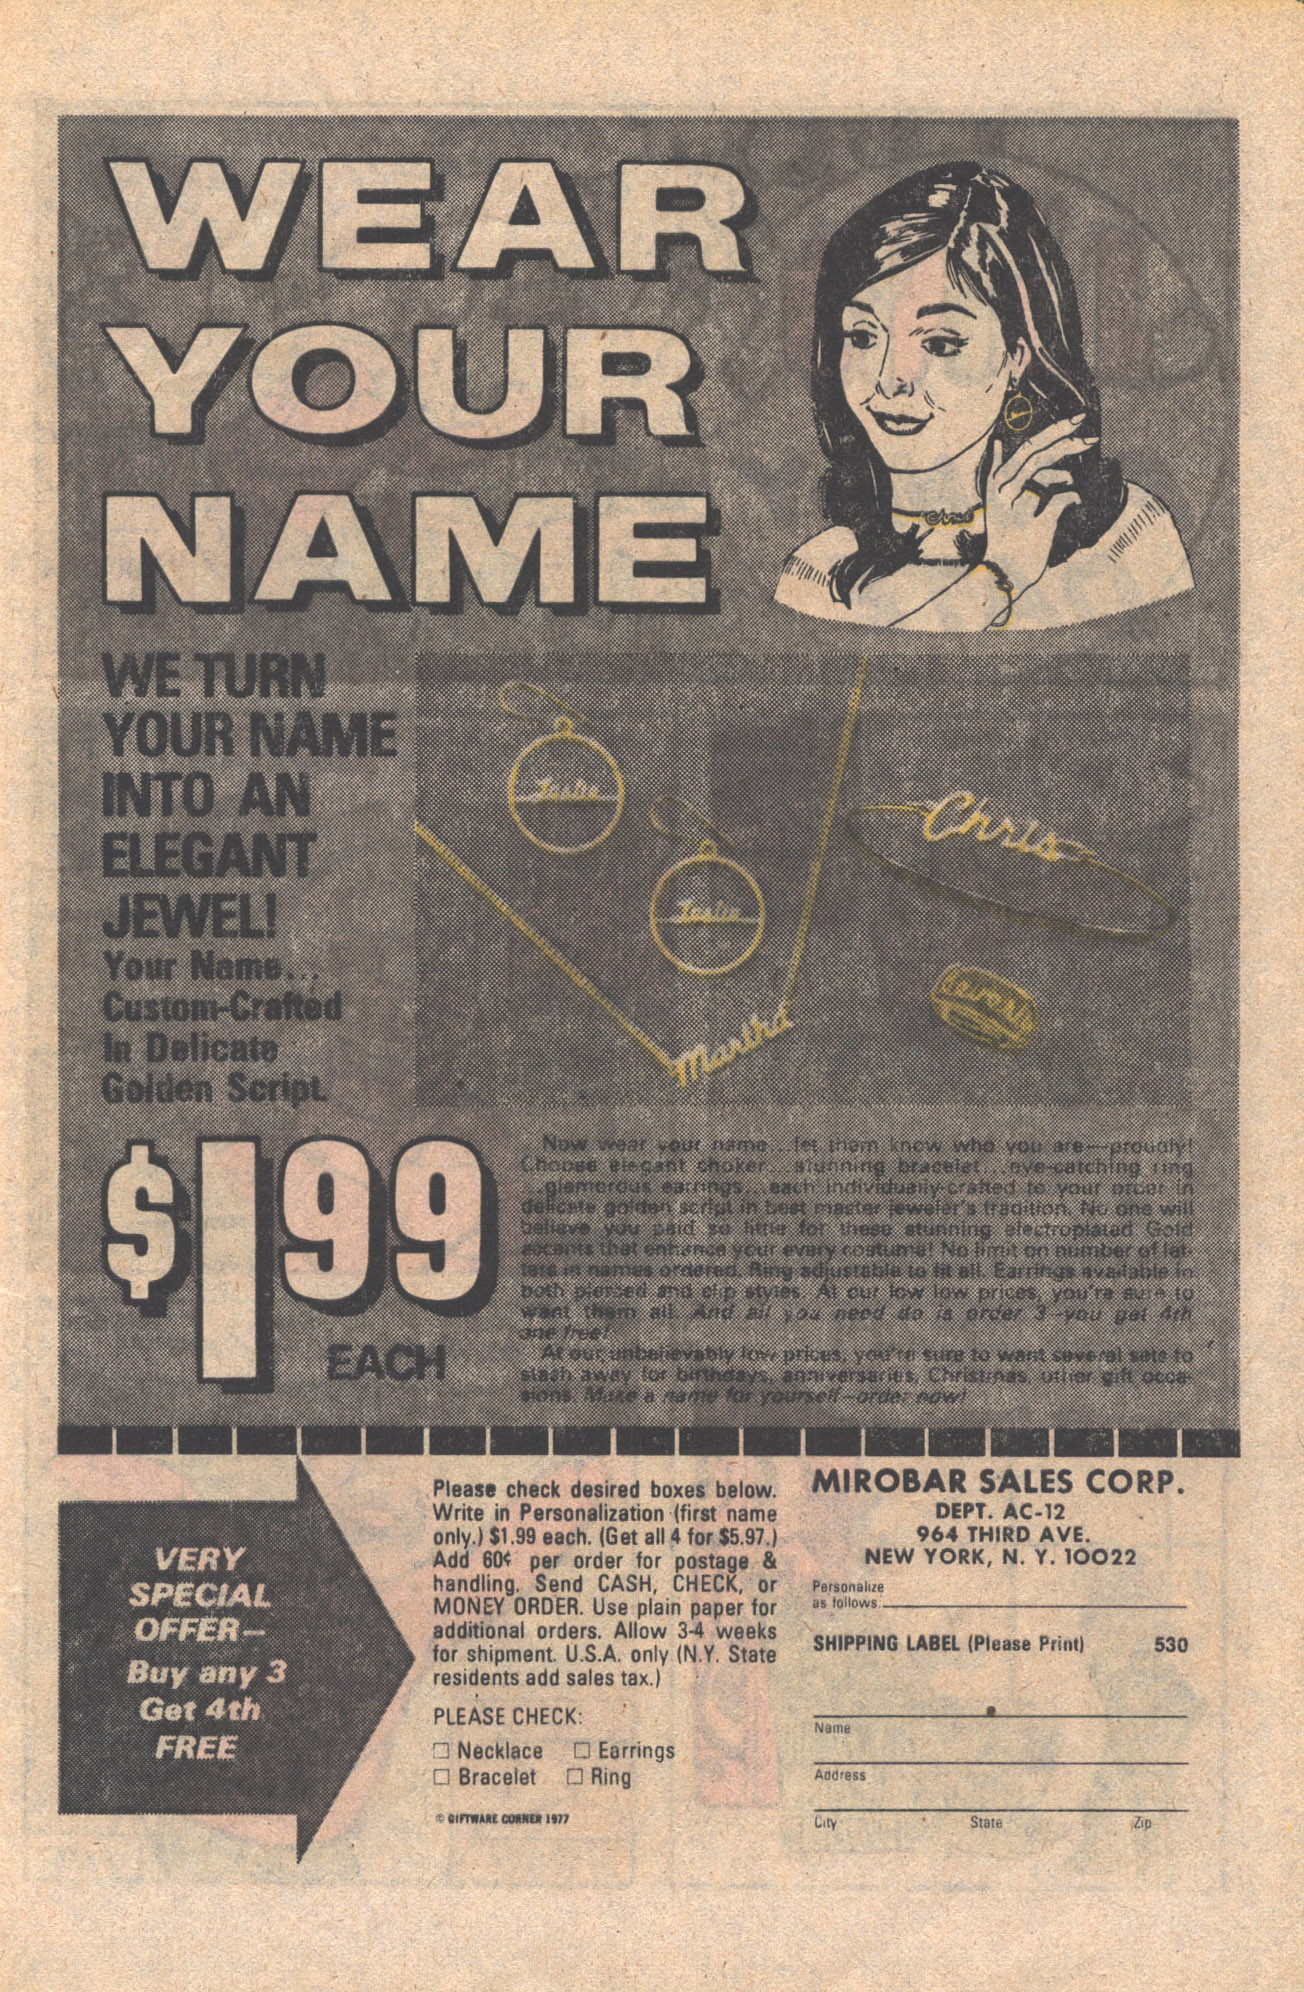 WEAR
YOUR
NAME
Chris
WE TURN
YOUR NAME
INTO AN
ELEGANT
JEWEL!
Your Name...
Custom-Crafted
In Delicate
Golden Script.
Leslie
Leslie
Chris
Martha
$1.99
EACH
Now wear your name...let them know who you are—proudly!
Choose elegant choker...stunning bracelet...eye-catching ring
...glamorous earrings...each individually-crafted to your order in
delicate golden script in best master jeweler's tradition. No one will
believe you paid so little for these stunning electroplated Gold
accents that enhance your every costume! No limit on number of let-
ters in names ordered. Ring adjustable to fit all. Earrings available in
both pierced and clip styles. At our low low prices, you're sure to
want them all. And all you need do is order 3—you get 4th
one free!
At our unbelievably low prices, you're sure to want several sets to
stash away for birthdays, anniversaries, Christmas, other gift occa-
sions. Make a name for yourself—order now!
VERY
SPECIAL
OFFER—
Buy any 3
Get 4th
FREE
Please check desired boxes below.
Write in Personalization (first name
only.) $1.99 each. (Get all 4 for $5.97.)
Add 60¢ per order for postage &
handling. Send CASH, CHECK, or
MONEY ORDER. Use plain paper for
additional orders. Allow 3-4 weeks
for shipment. U.S.A. only (N.Y. State
residents add sales tax.)
PLEASE CHECK:
☐ Necklace ☐ Earrings
☐ Bracelet ☐ Ring
© GIFTWARE CORNER 1977
MIROBAR SALES CORP.
DEPT. AC-12
964 THIRD AVE.
NEW YORK, N. Y. 10022
Personalize
as follows:
SHIPPING LABEL (Please Print) 530
Name
Address
City State Zip